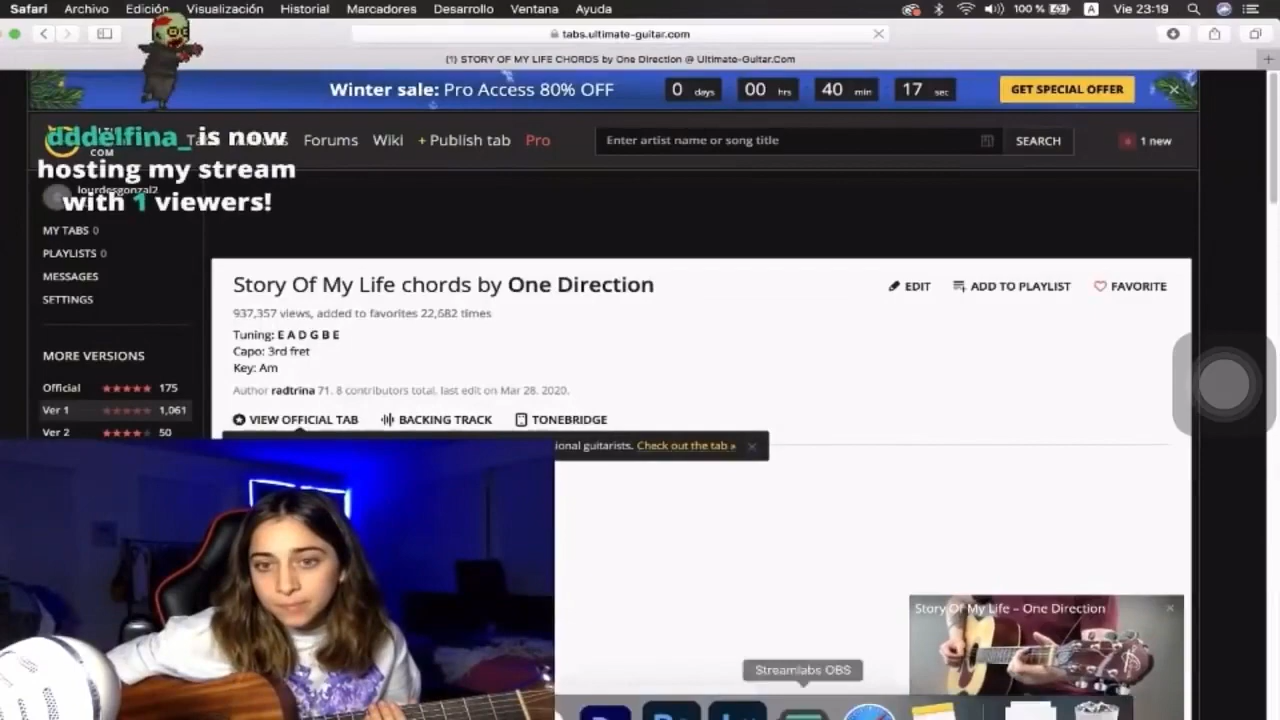 Safari Archivo Edición Visualización Historial Marcadores Desarrollo Ventana Ayuda 100 % A Vie 23:19
tabs.ultimate-guitar.com
(1) STORY OF MY LIFE CHORDS by One Direction @ Ultimate-Guitar.Com
Winter sale: Pro Access 80% OFF 0 days 00 hrs 40 min 17 sec GET SPECIAL OFFER
dddelfina_ is now
hosting my stream
with 1 viewers!
COM
Forums Wiki + Publish tab Pro Enter artist name or song title SEARCH 1 new
lourdesgonzal2
MY TABS 0
PLAYLISTS 0
MESSAGES
SETTINGS
MORE VERSIONS
Official 175
Ver 1 1,061
Ver 2 50
Story Of My Life chords by One Direction
EDIT ADD TO PLAYLIST FAVORITE
937,357 views, added to favorites 22,682 times
Tuning: E A D G B E
Capo: 3rd fret
Key: Am
Author radtrina 71. 8 contributors total, last edit on Mar 28, 2020.
VIEW OFFICIAL TAB BACKING TRACK TONEBRIDGE
ional guitarists. Check out the tab »
Story Of My Life – One Direction
Streamlabs OBS